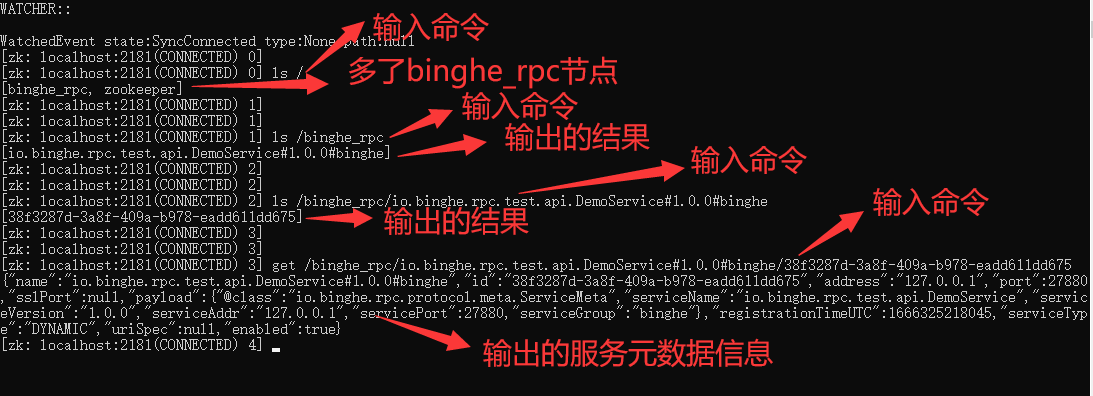 WATCHER::
WatchedEvent state:SyncConnected type:None path:null
输入命令
[zk: localhost:2181(CONNECTED) 0]
[zk: localhost:2181(CONNECTED) 0] ls /
多了binghe_rpc节点
[binghe_rpc, zookeeper]
[zk: localhost:2181(CONNECTED) 1]
输入命令
[zk: localhost:2181(CONNECTED) 1]
[zk: localhost:2181(CONNECTED) 1] ls /binghe_rpc
输出的结果
[io.binghe.rpc.test.api.DemoService#1.0.0#binghe]
[zk: localhost:2181(CONNECTED) 2]
输入命令
[zk: localhost:2181(CONNECTED) 2]
[zk: localhost:2181(CONNECTED) 2] ls /binghe_rpc/io.binghe.rpc.test.api.DemoService#1.0.0#binghe
输入命令
[38f3287d-3a8f-409a-b978-eadd611dd675]
输出的结果
[zk: localhost:2181(CONNECTED) 3]
[zk: localhost:2181(CONNECTED) 3]
[zk: localhost:2181(CONNECTED) 3] get /binghe_rpc/io.binghe.rpc.test.api.DemoService#1.0.0#binghe/38f3287d-3a8f-409a-b978-eadd611dd675
{"name":"io.binghe.rpc.test.api.DemoService#1.0.0#binghe","id":"38f3287d-3a8f-409a-b978-eadd611dd675","address":"127.0.0.1","port":27880
,"sslPort":null,"payload":{"@class":"io.binghe.rpc.protocol.meta.ServiceMeta","serviceName":"io.binghe.rpc.test.api.DemoService","servic
eVersion":"1.0.0","serviceAddr":"127.0.0.1","servicePort":27880,"serviceGroup":"binghe"},"registrationTimeUTC":1666325218045,"serviceTyp
e":"DYNAMIC","uriSpec":null,"enabled":true}
[zk: localhost:2181(CONNECTED) 4]
输出的服务元数据信息